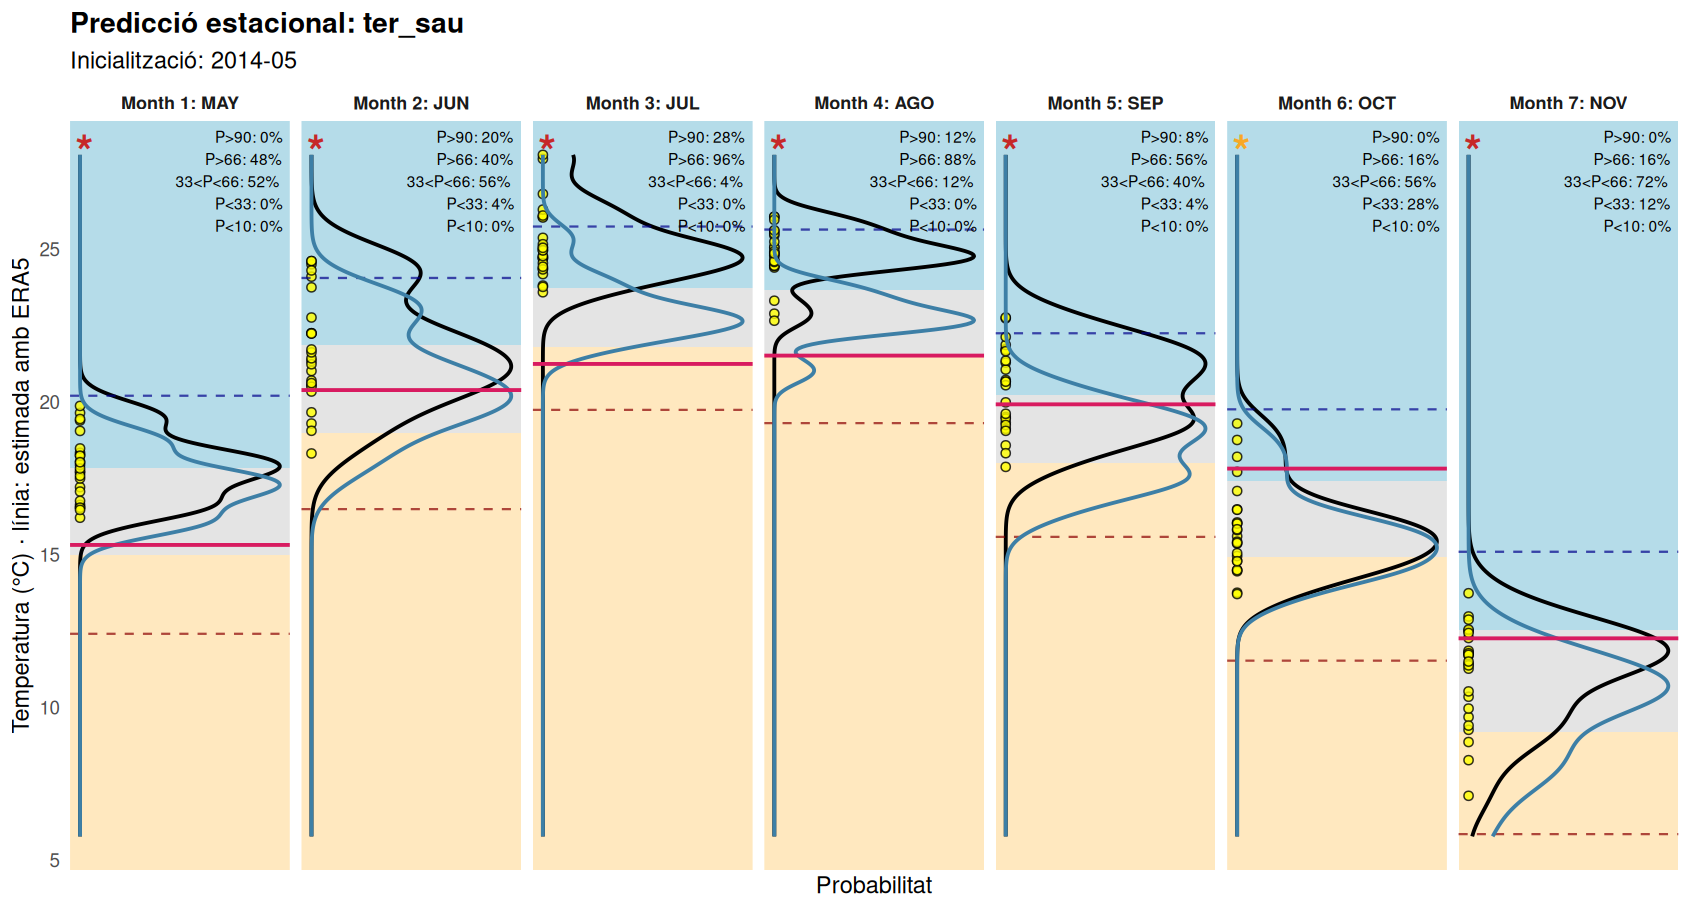 Predicció estacional: ter_sau
Inicialització: 2014-05
Month 1: MAY
Month 2: JUN
Month 3: JUL
Month 4: AGO
Month 5: SEP
Month 6: OCT
Month 7: NOV
P>90: 0%
P>66: 48%
33<P<66: 52%
P<33: 0%
P<10: 0%
P>90: 20%
P>66: 40%
33<P<66: 56%
P<33: 4%
P<10: 0%
P>90: 28%
P>66: 96%
33<P<66: 4%
P<33: 0%
P<10: 0%
P>90: 12%
P>66: 88%
33<P<66: 12%
P<33: 0%
P<10: 0%
P>90: 8%
P>66: 56%
33<P<66: 40%
P<33: 4%
P<10: 0%
P>90: 0%
P>66: 16%
33<P<66: 56%
P<33: 28%
P<10: 0%
P>90: 0%
P>66: 16%
33<P<66: 72%
P<33: 12%
P<10: 0%
25
20
15
10
5
Temperatura (°C) · línia: estimada amb ERA5
Probabilitat